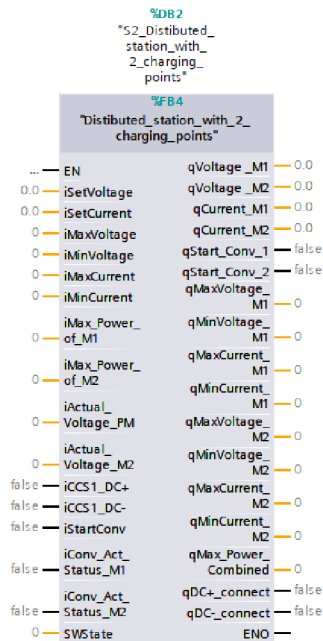 %DB2
"S2_Distibuted_
station_with_
2_charging_
points"
%FB4
"Distibuted_station_with_2_
charging_points"
... EN
0.0 iSetVoltage
0.0 iSetCurrent
0 iMaxVoltage
0 iMinVoltage
0 iMaxCurrent
0 iMinCurrent
iMax_Power_
0 of_M1
iMax_Power_
0 of_M2
iActual_
0 Voltage_PM
iActual_
0 Voltage_M2
false iCCS1_DC+
false iCCS1_DC-
false iStartConv
iConv_Act_
false Status_M1
iConv_Act_
false Status_M2
0 SWState
qVoltage _M1 0.0
qVoltage _M2 0.0
qCurrent_M1 0.0
qCurrent_M2 0.0
qStart_Conv_1 false
qStart_Conv_2 false
qMaxVoltage_
M1 0
qMinVoltage_
M1 0
qMaxCurrent_
M1 0
qMinCurrent_
M1 0
qMaxVoltage_
M2 0
qMinVoltage_
M2 0
qMaxCurrent_
M2 0
qMinCurrent_
M2 0
qMax_Power_
Combined 0
qDC+_connect false
qDC-_connect false
ENO